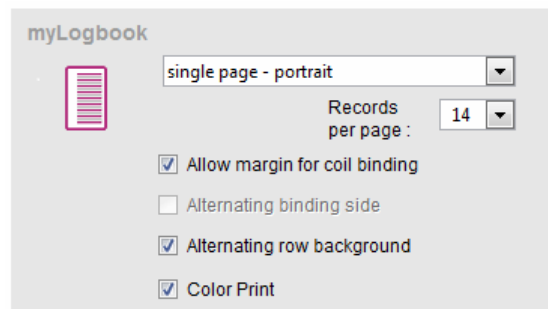 myLogbook
single page - portrait
Records
per page :
14
Allow margin for coil binding
Alternating binding side
Alternating row background
Color Print